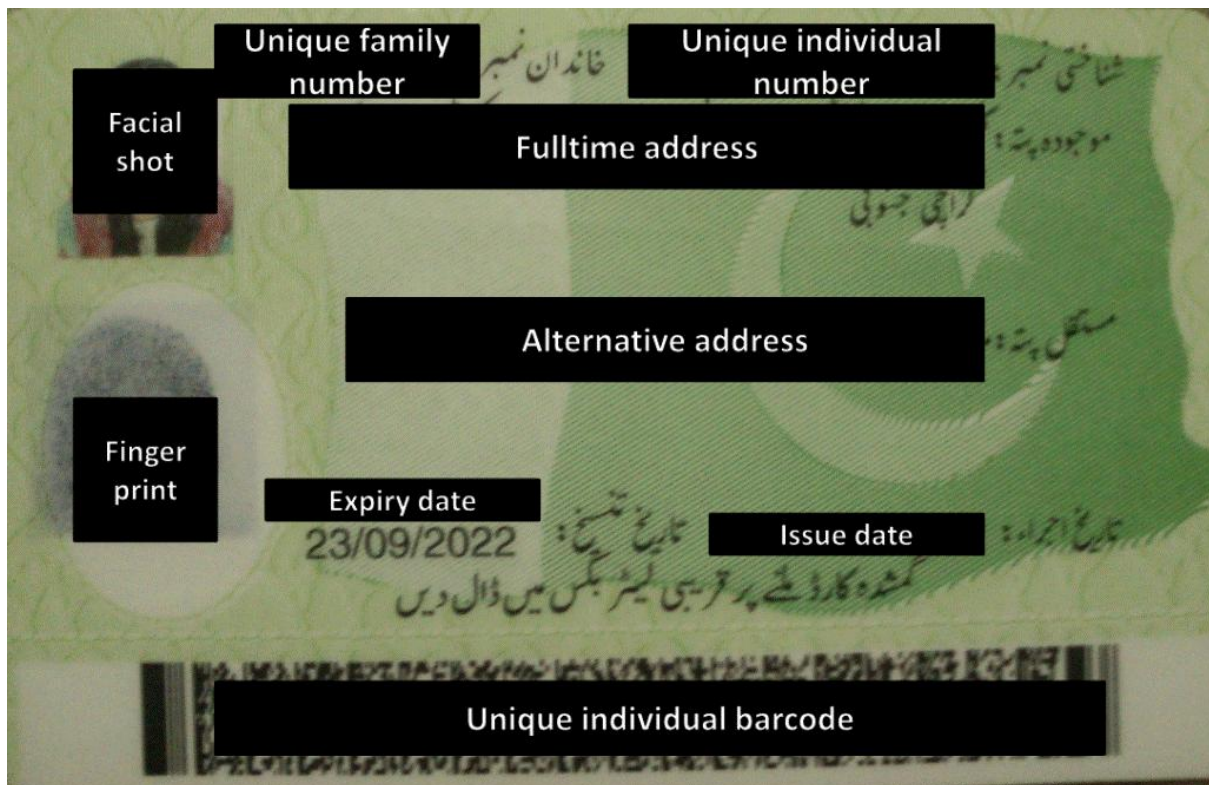 Unique family number
خاندان نمبر
Unique individual number
شناختی نمبر:
Facial shot
Fulltime address
موجودہ پتہ:
کراچی جنوبی
Alternative address
مستقل پتہ:
Finger print
Expiry date
23/09/2022
تاریخ تنسیخ:
Issue date
تاریخ اجراء:
گمشدہ کارڈ ملنے پر قریبی لیٹر بکس میں ڈال دیں
Unique individual barcode